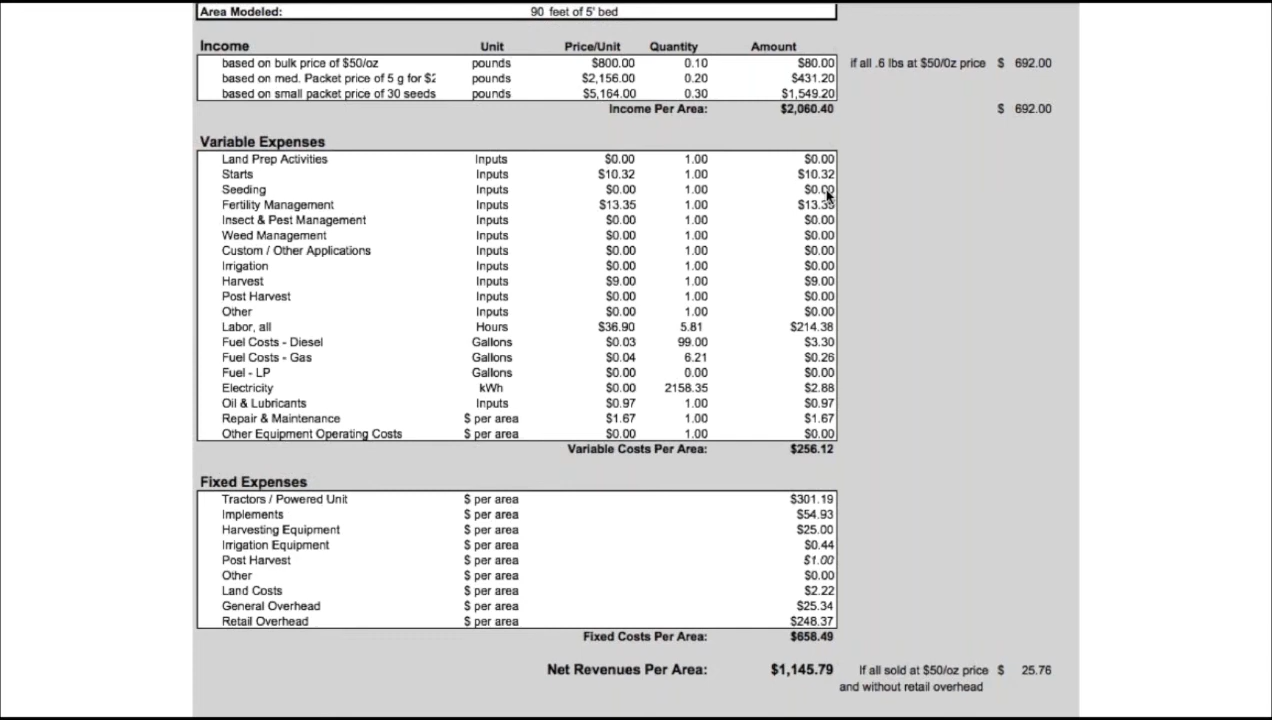 Area Modeled: 90 feet of 5' bed
Income Unit Price/Unit Quantity Amount
based on bulk price of $50/oz pounds $800.00 0.10 $80.00 if all .6 lbs at $50/0z price $ 692.00
based on med. Packet price of 5 g for $2 pounds $2,156.00 0.20 $431.20
based on small packet price of 30 seeds pounds $5,164.00 0.30 $1,549.20
Income Per Area: $2,060.40 $ 692.00
Variable Expenses
Land Prep Activities Inputs $0.00 1.00 $0.00
Starts Inputs $10.32 1.00 $10.32
Seeding Inputs $0.00 1.00 $0.00
Fertility Management Inputs $13.35 1.00 $13.35
Insect & Pest Management Inputs $0.00 1.00 $0.00
Weed Management Inputs $0.00 1.00 $0.00
Custom / Other Applications Inputs $0.00 1.00 $0.00
Irrigation Inputs $0.00 1.00 $0.00
Harvest Inputs $9.00 1.00 $9.00
Post Harvest Inputs $0.00 1.00 $0.00
Other Inputs $0.00 1.00 $0.00
Labor, all Hours $36.90 5.81 $214.38
Fuel Costs - Diesel Gallons $0.03 99.00 $3.30
Fuel Costs - Gas Gallons $0.04 6.21 $0.26
Fuel - LP Gallons $0.00 0.00 $0.00
Electricity kWh $0.00 2158.35 $2.88
Oil & Lubricants Inputs $0.97 1.00 $0.97
Repair & Maintenance $ per area $1.67 1.00 $1.67
Other Equipment Operating Costs $ per area $0.00 1.00 $0.00
Variable Costs Per Area: $256.12
Fixed Expenses
Tractors / Powered Unit $ per area $301.19
Implements $ per area $54.93
Harvesting Equipment $ per area $25.00
Irrigation Equipment $ per area $0.44
Post Harvest $ per area $1.00
Other $ per area $0.00
Land Costs $ per area $2.22
General Overhead $ per area $25.34
Retail Overhead $ per area $248.37
Fixed Costs Per Area: $658.49
Net Revenues Per Area: $1,145.79 If all sold at $50/oz price $ 25.76
and without retail overhead